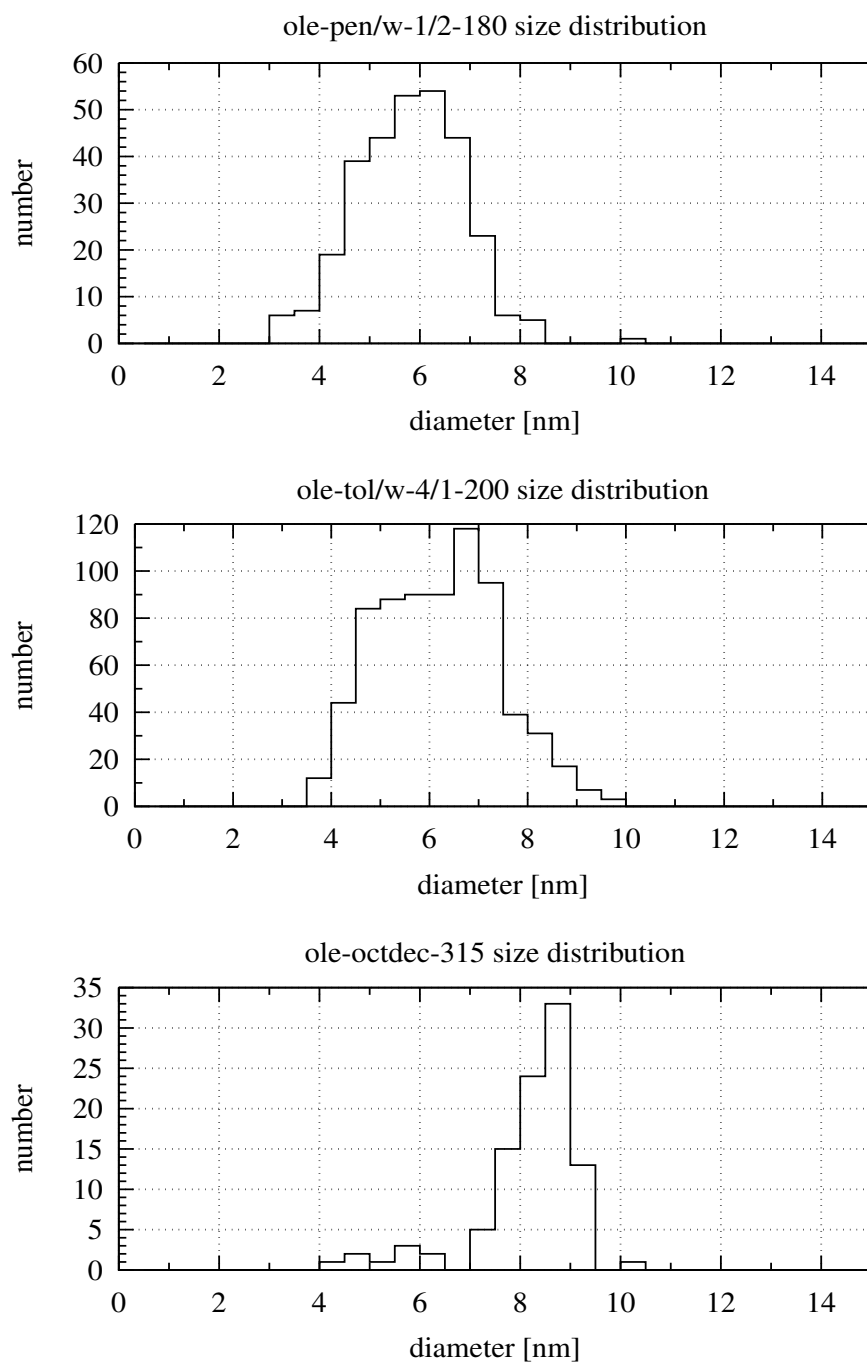 ole-pen/w-1/2-180 size distribution
60
50
40
30
20
10
0
number
0 2 4 6 8 10 12 14
diameter [nm]
ole-tol/w-4/1-200 size distribution
120
100
80
60
40
20
0
number
0 2 4 6 8 10 12 14
diameter [nm]
ole-octdec-315 size distribution
35
30
25
20
15
10
5
0
number
0 2 4 6 8 10 12 14
diameter [nm]